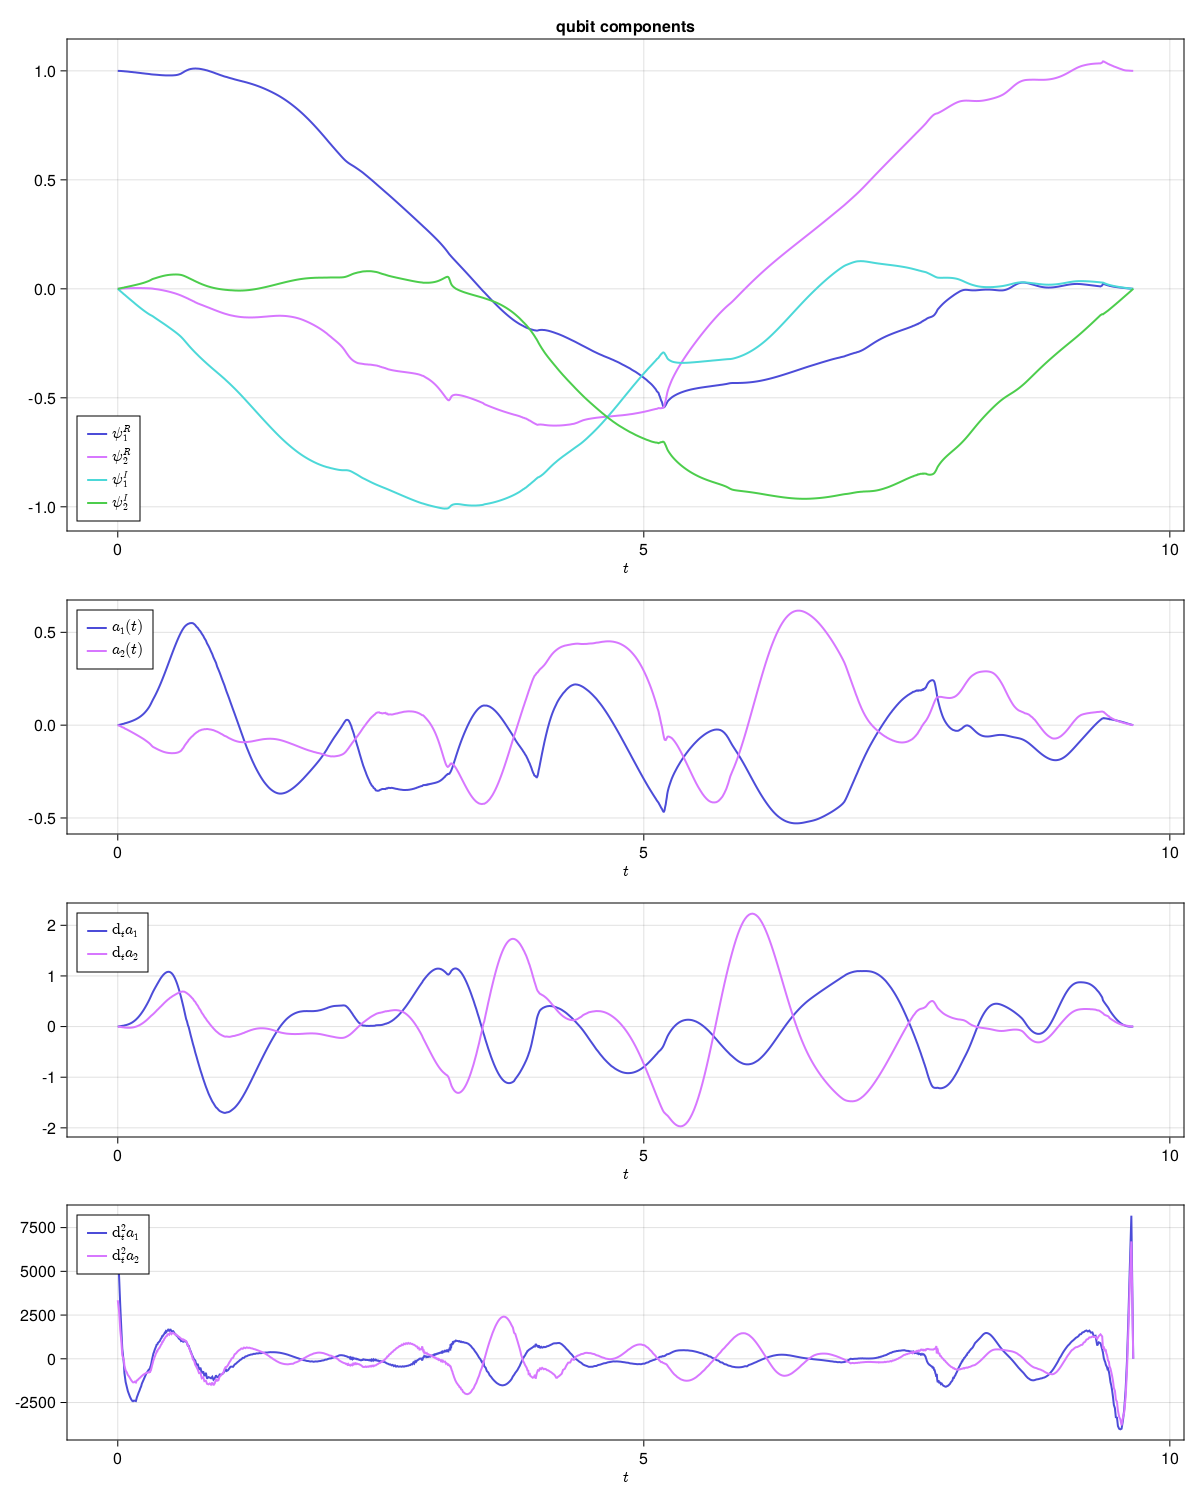 qubit components
1.0
0.5
0.0
-0.5
-1.0
ψ₁ᴿ
ψ₂ᴿ
ψ₁ᴵ
ψ₂ᴵ
0 5 10
t
0.5
0.0
-0.5
a₁(t)
a₂(t)
0 5 10
t
2
1
0
-1
-2
dₜa₁
dₜa₂
0 5 10
t
7500
5000
2500
0
-2500
dₜ²a₁
dₜ²a₂
0 5 10
t